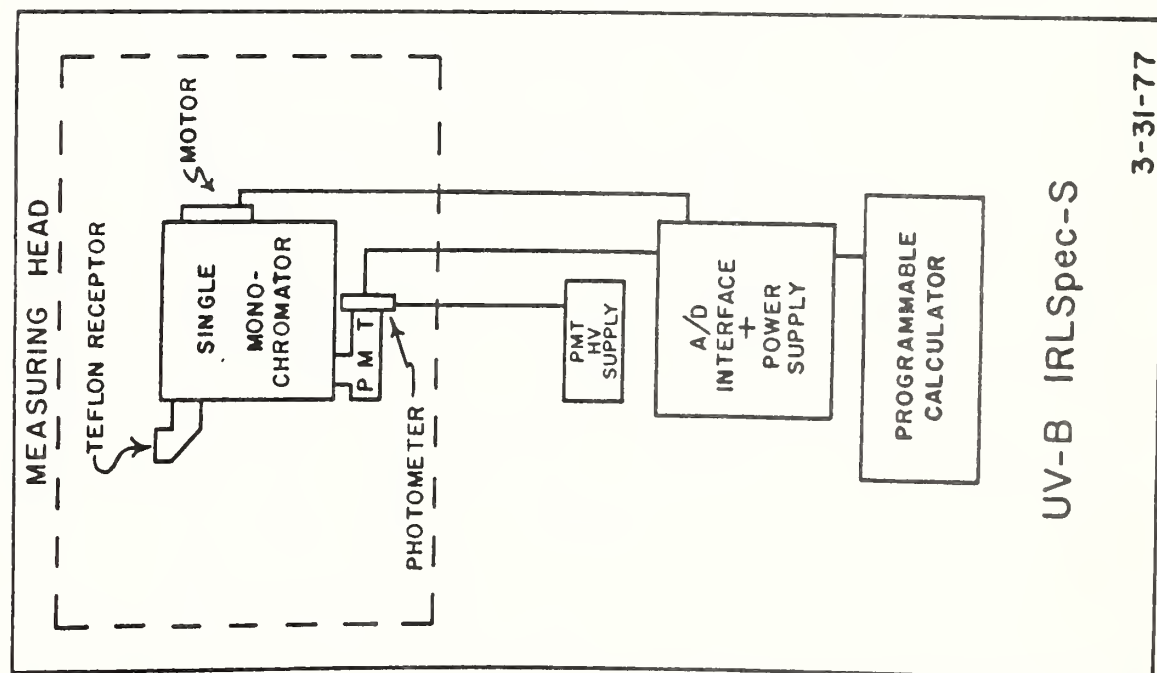 MEASURING HEAD
TEFLON RECEPTOR
MOTOR
SINGLE
MONO-
CHROMATOR
PMT
PHOTOMETER
PMT
HV
SUPPLY
A/D
INTERFACE
+
POWER
SUPPLY
PROGRAMMABLE
CALCULATOR
UV-B IRLSpec-S
3-31-77